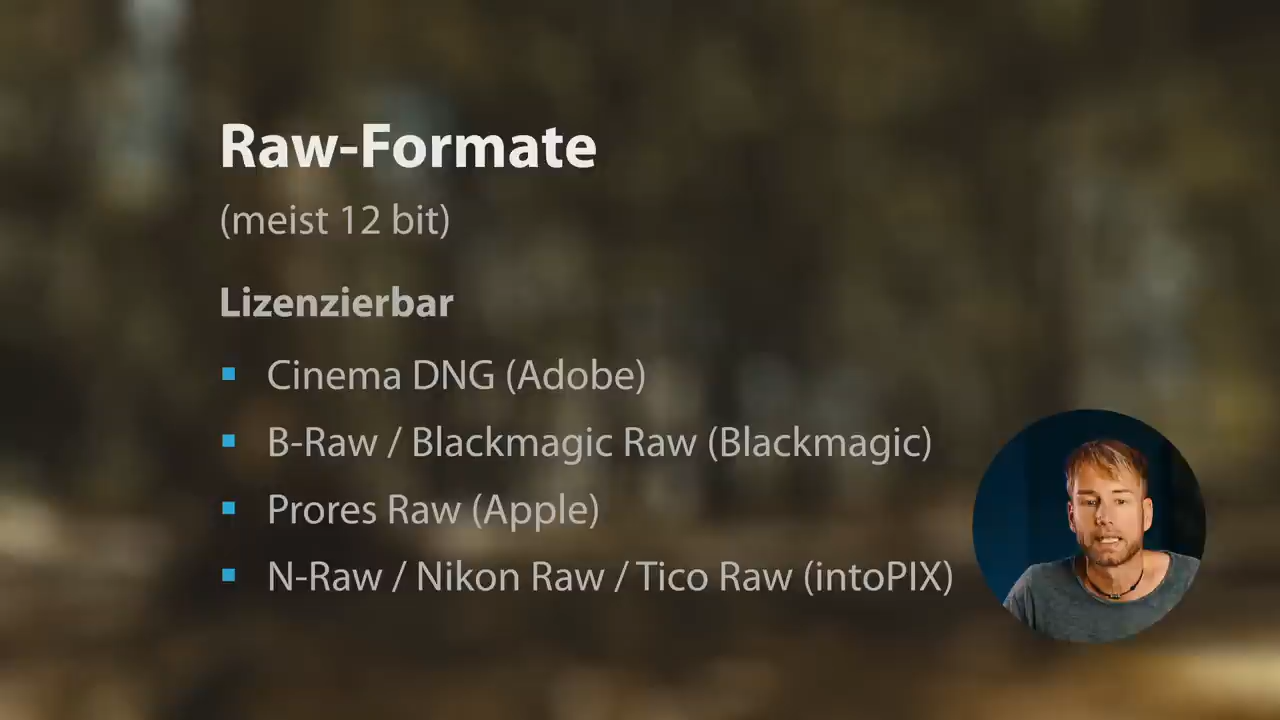 Raw-Formate
(meist 12 bit)
Lizenzierbar
Cinema DNG (Adobe)
B-Raw / Blackmagic Raw (Blackmagic)
Prores Raw (Apple)
N-Raw / Nikon Raw / Tico Raw (intoPIX)